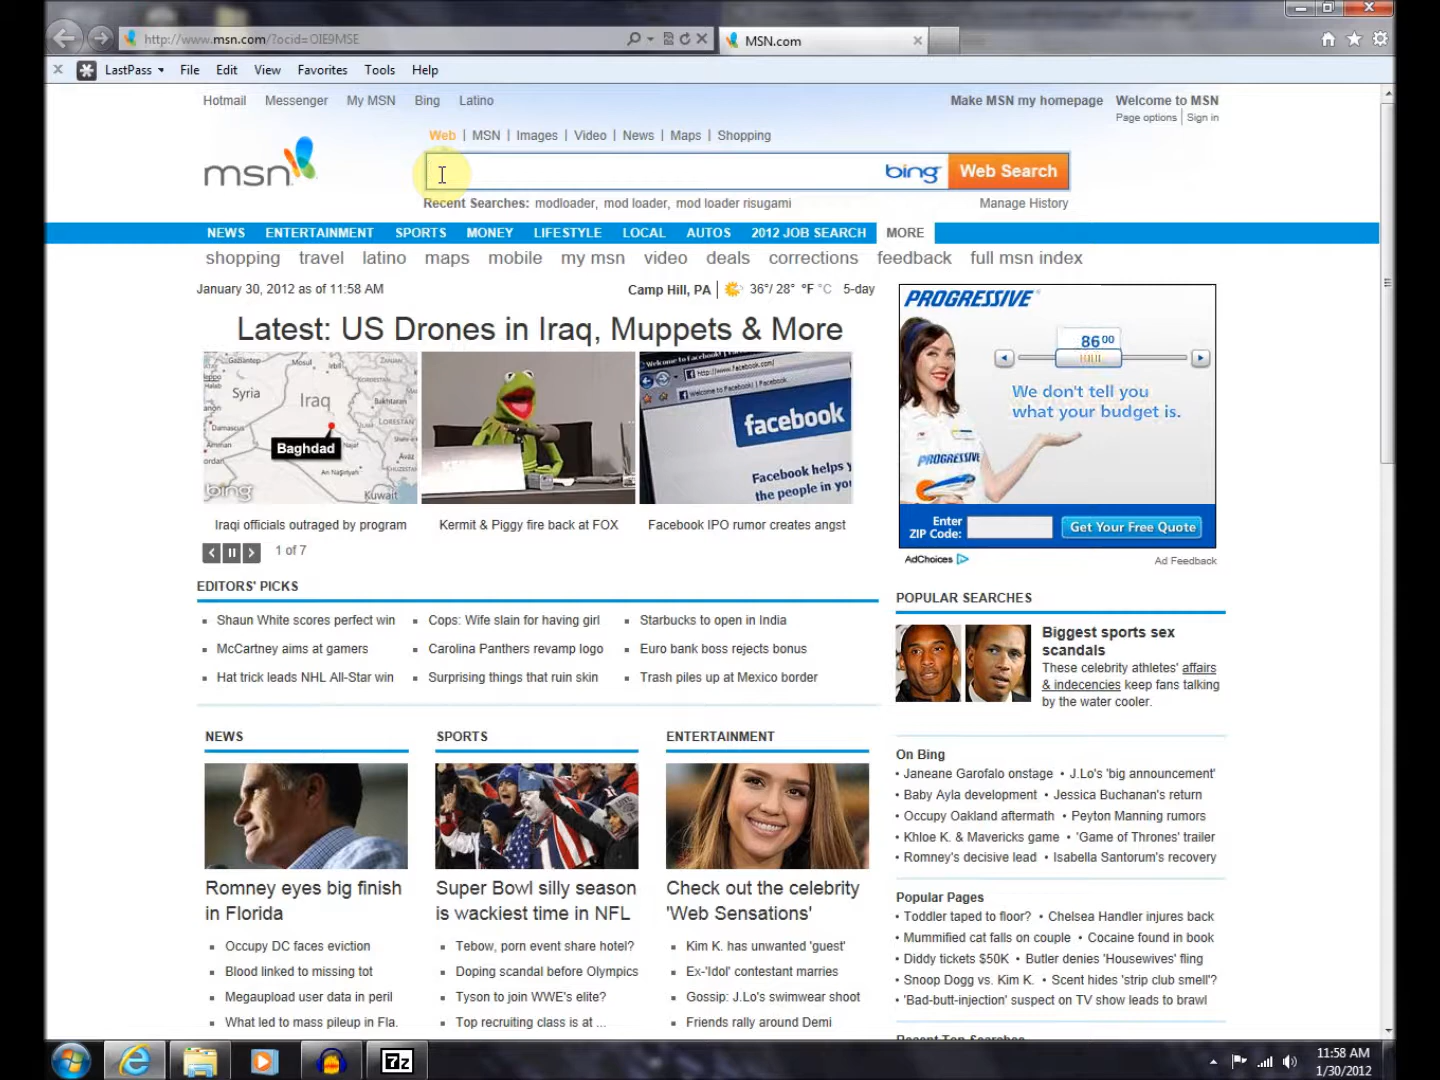 http://www.msn.com/?ocid=OIE9MSE
MSN.com
LastPass File Edit View Favorites Tools Help
Hotmail Messenger My MSN Bing Latino
Make MSN my homepage Welcome to MSN
Page options Sign in
Web | MSN | Images | Video | News | Maps | Shopping
msn
bing Web Search
Recent Searches: modloader, mod loader, mod loader risugami
Manage History
NEWS ENTERTAINMENT SPORTS MONEY LIFESTYLE LOCAL AUTOS 2012 JOB SEARCH MORE
shopping travel latino maps mobile my msn video deals corrections feedback full msn index
January 30, 2012 as of 11:58 AM
Camp Hill, PA 36°/ 28° °F °C 5-day
Latest: US Drones in Iraq, Muppets & More
Syria
Iraq
Baghdad
Kuwait
bing
facebook
Facebook helps y
the people in you
Iraqi officials outraged by program
Kermit & Piggy fire back at FOX
Facebook IPO rumor creates angst
1 of 7
PROGRESSIVE
8600
We don't tell you
what your budget is.
PROGRESSIVE
Enter
ZIP Code:
Get Your Free Quote
AdChoices
Ad Feedback
EDITORS' PICKS
Shaun White scores perfect win
McCartney aims at gamers
Hat trick leads NHL All-Star win
Cops: Wife slain for having girl
Carolina Panthers revamp logo
Surprising things that ruin skin
Starbucks to open in India
Euro bank boss rejects bonus
Trash piles up at Mexico border
POPULAR SEARCHES
Biggest sports sex
scandals
These celebrity athletes' affairs
& indecencies keep fans talking
by the water cooler.
NEWS
Romney eyes big finish
in Florida
Occupy DC faces eviction
Blood linked to missing tot
Megaupload user data in peril
What led to mass pileup in Fla.
SPORTS
Super Bowl silly season
is wackiest time in NFL
Tebow, porn event share hotel?
Doping scandal before Olympics
Tyson to join WWE's elite?
Top recruiting class is at ...
ENTERTAINMENT
Check out the celebrity
'Web Sensations'
Kim K. has unwanted 'guest'
Ex-'Idol' contestant marries
Gossip: J.Lo's swimwear shoot
Friends rally around Demi
On Bing
• Janeane Garofalo onstage • J.Lo's 'big announcement'
• Baby Ayla development • Jessica Buchanan's return
• Occupy Oakland aftermath • Peyton Manning rumors
• Khloe K. & Mavericks game • 'Game of Thrones' trailer
• Romney's decisive lead • Isabella Santorum's recovery
Popular Pages
• Toddler taped to floor? • Chelsea Handler injures back
• Mummified cat falls on couple • Cocaine found in book
• Diddy tickets $50K • Butler denies 'Housewives' fling
• Snoop Dogg vs. Kim K. • Scent hides 'strip club smell'?
• 'Bad-butt-injection' suspect on TV show leads to brawl
7z
11:58 AM
1/30/2012